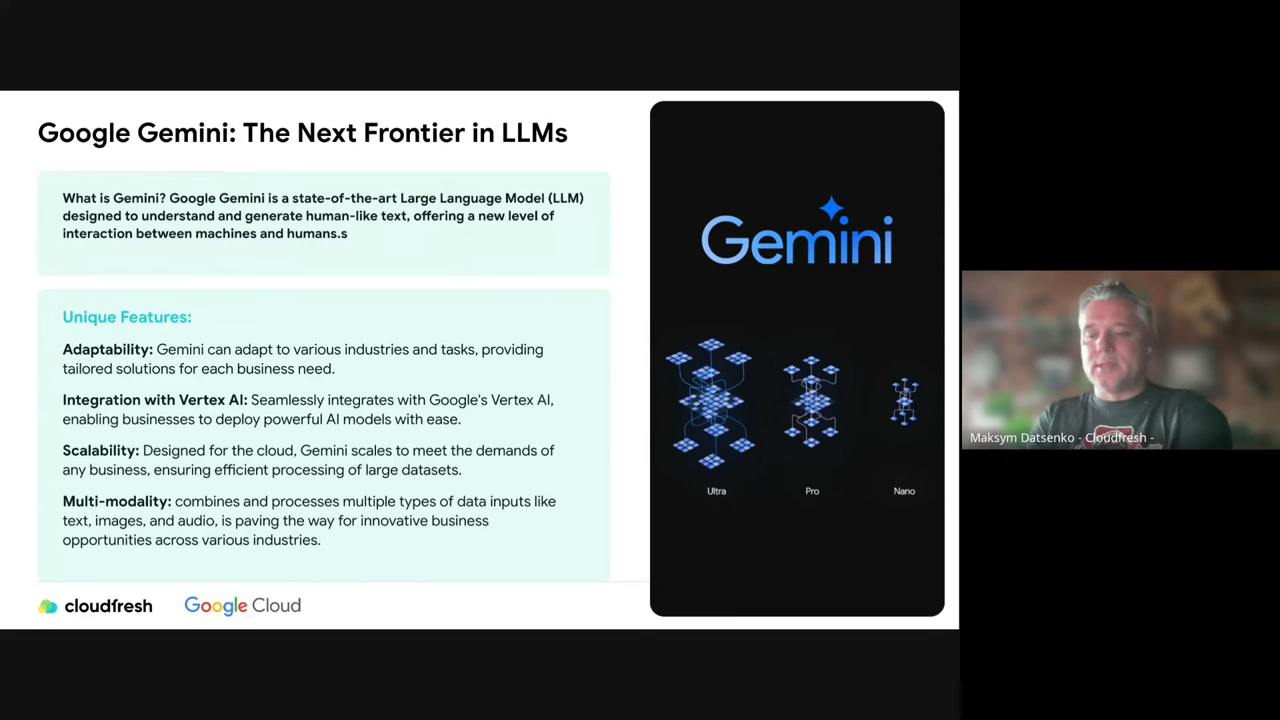 Google Gemini: The Next Frontier in LLMs
What is Gemini? Google Gemini is a state-of-the-art Large Language Model (LLM)
designed to understand and generate human-like text, offering a new level of
interaction between machines and humans.s
Unique Features:
Adaptability: Gemini can adapt to various industries and tasks, providing
tailored solutions for each business need.
Integration with Vertex AI: Seamlessly integrates with Google's Vertex AI,
enabling businesses to deploy powerful AI models with ease.
Scalability: Designed for the cloud, Gemini scales to meet the demands of
any business, ensuring efficient processing of large datasets.
Multi-modality: combines and processes multiple types of data inputs like
text, images, and audio, is paving the way for innovative business
opportunities across various industries.
cloudfresh
Google Cloud
Gemini
Ultra
Pro
Nano
Maksym Datsenko - Cloudfresh -